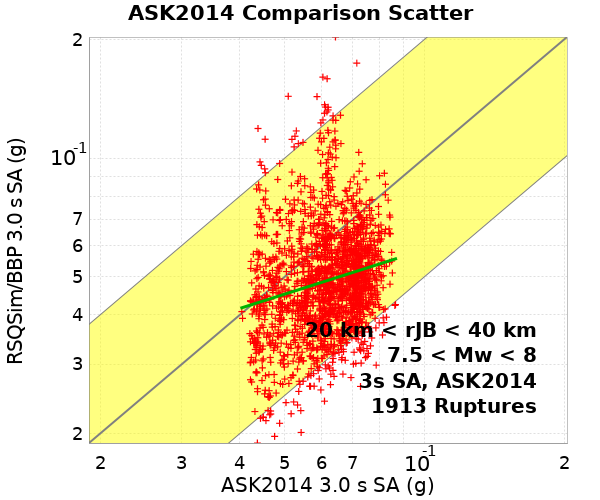 ASK2014 Comparison Scatter
RSQSim/BBP 3.0 s SA (g)
2
10⁻¹
7
6
5
4
3
2
20 km < rJB < 40 km
7.5 < Mw < 8
3s SA, ASK2014
1913 Ruptures
2 3 4 5 6 7 10⁻¹ 2
ASK2014 3.0 s SA (g)